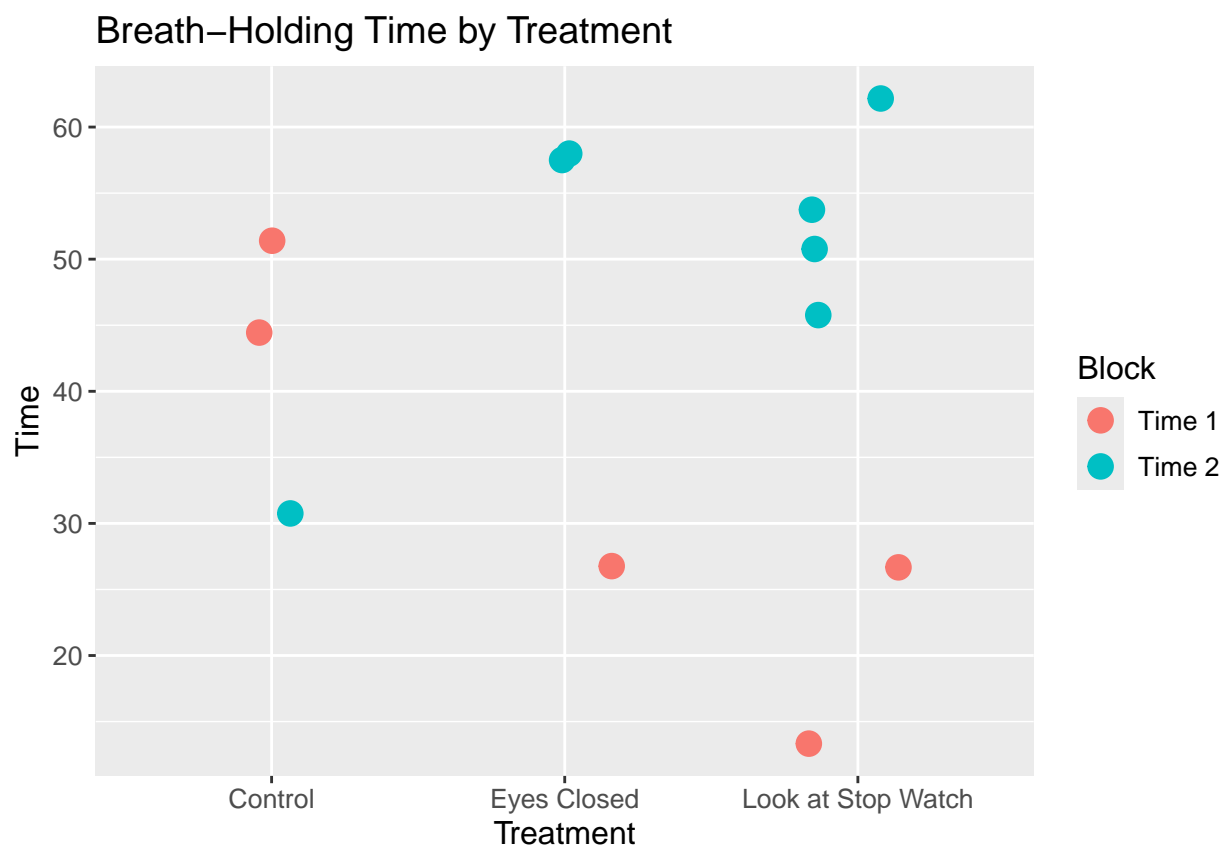 Breath−Holding Time by Treatment
60
50
40
30
20
Time
Control
Eyes Closed
Look at Stop Watch
Treatment
Block
Time 1
Time 2